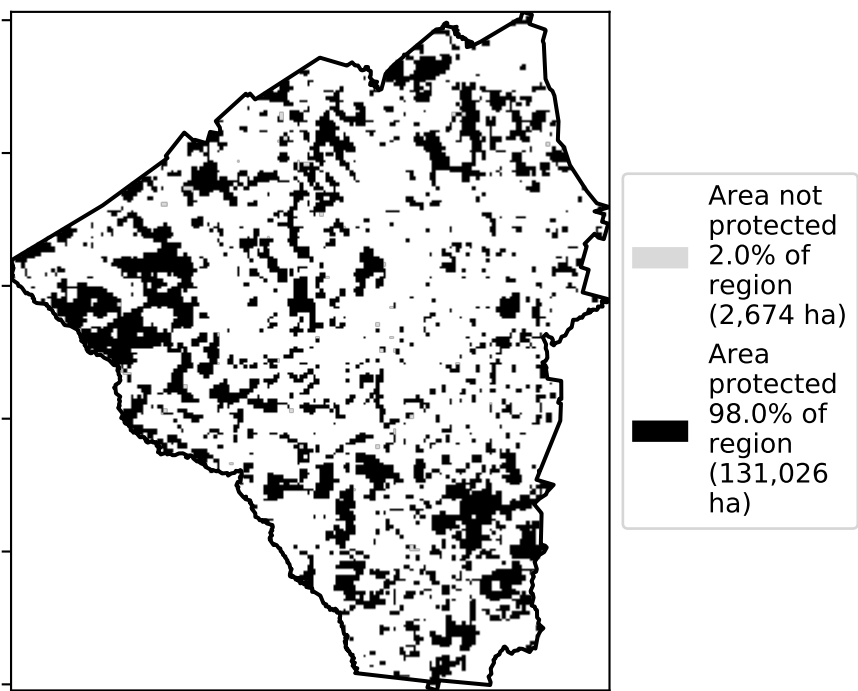 Area not
protected
2.0% of
region
(2,674 ha)
Area
protected
98.0% of
region
(131,026
ha)